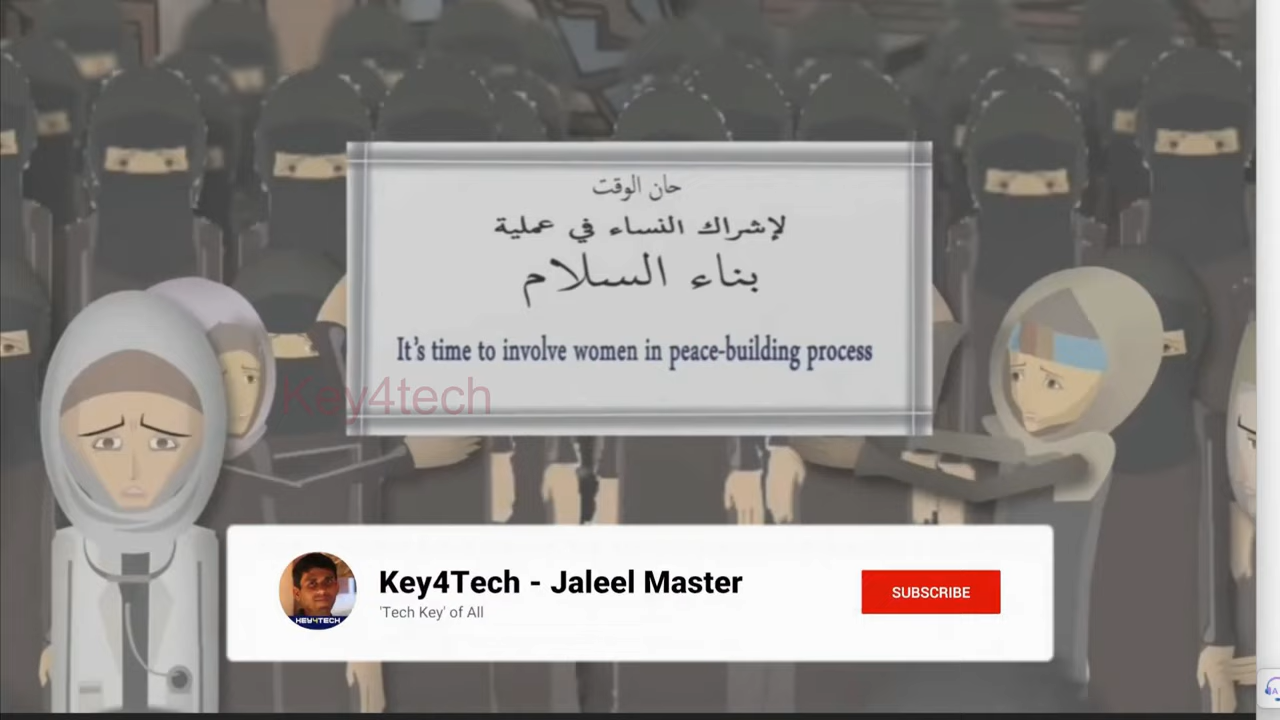 حان الوقت
لإشراك النساء في عملية
بناء السلام
It's time to involve women in peace-building process
Key4tech
Key4Tech - Jaleel Master
'Tech Key' of All
SUBSCRIBE
KEY4TECH